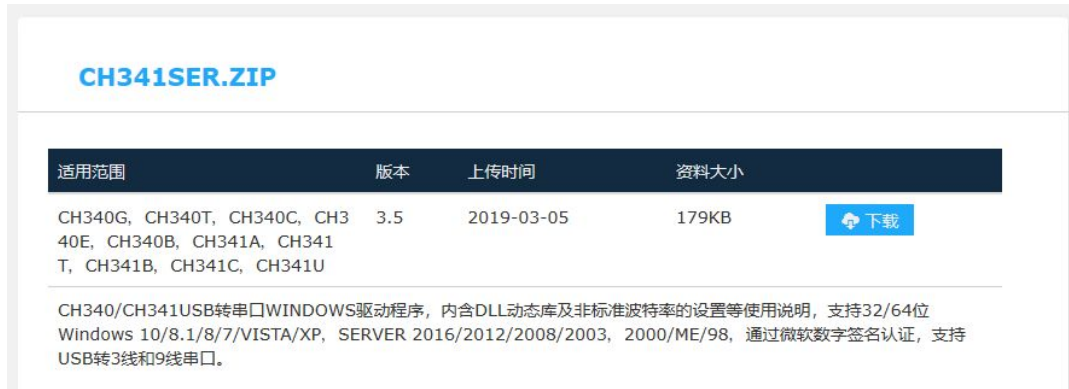 CH341SER.ZIP
适用范围 版本 上传时间 资料大小
CH340G，CH340T，CH340C，CH3 3.5 2019-03-05 179KB 下载
40E，CH340B，CH341A，CH341
T，CH341B，CH341C，CH341U
CH340/CH341USB转串口WINDOWS驱动程序，内含DLL动态库及非标准波特率的设置等使用说明，支持32/64位
Windows 10/8.1/8/7/VISTA/XP，SERVER 2016/2012/2008/2003，2000/ME/98，通过微软数字签名认证，支持
USB转3线和9线串口。